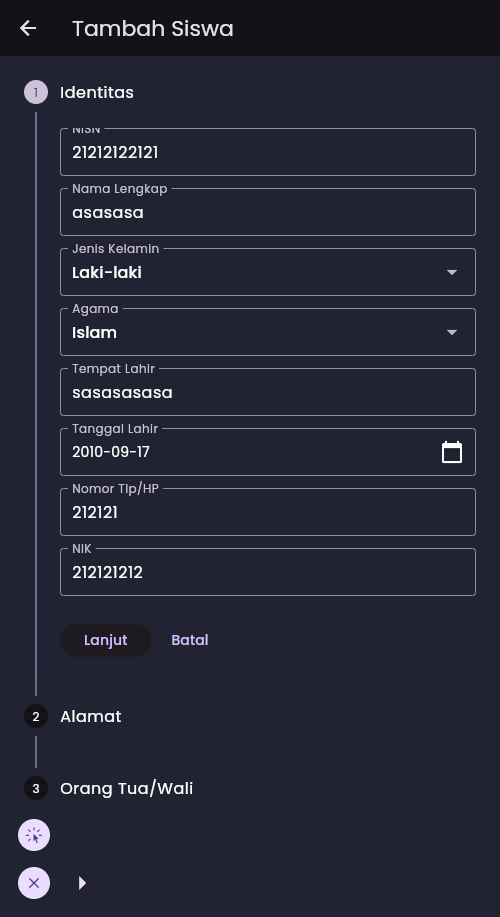 Tambah Siswa
1 Identitas
NISN
21212122121
Nama Lengkap
asasasa
Jenis Kelamin
Laki-laki
Agama
Islam
Tempat Lahir
sasasasasa
Tanggal Lahir
2010-09-17
Nomor Tlp/HP
212121
NIK
212121212
Lanjut Batal
2 Alamat
3 Orang Tua/Wali